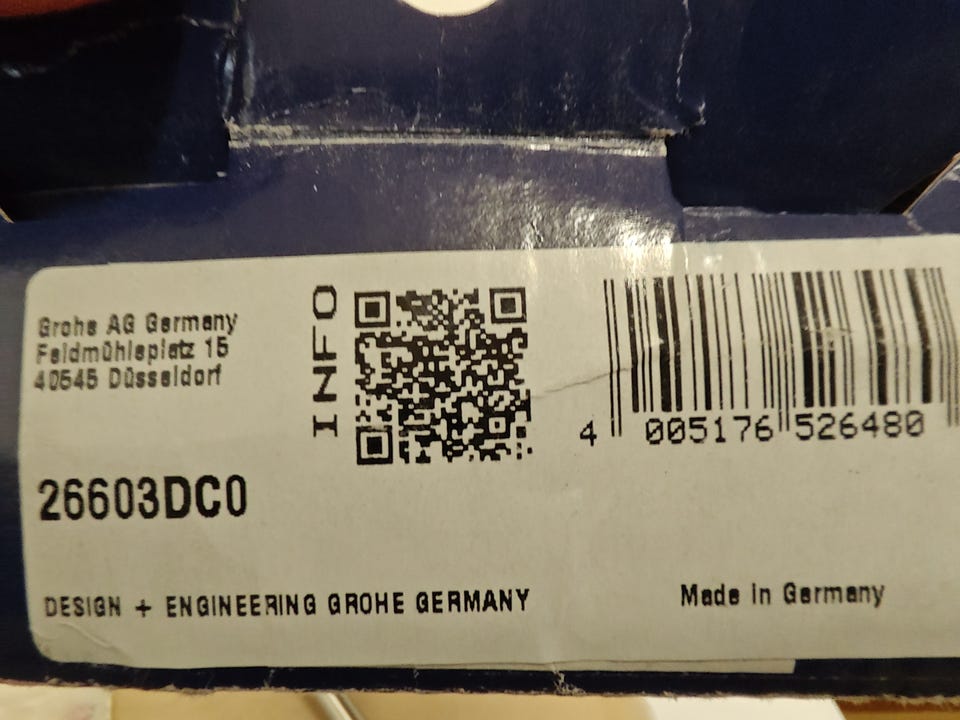 Grohe AG Germany
Feldmühleplatz 15
40545 Düsseldorf
INFO
4 005176 526480
26603DC0
DESIGN + ENGINEERING GROHE GERMANY
Made in Germany